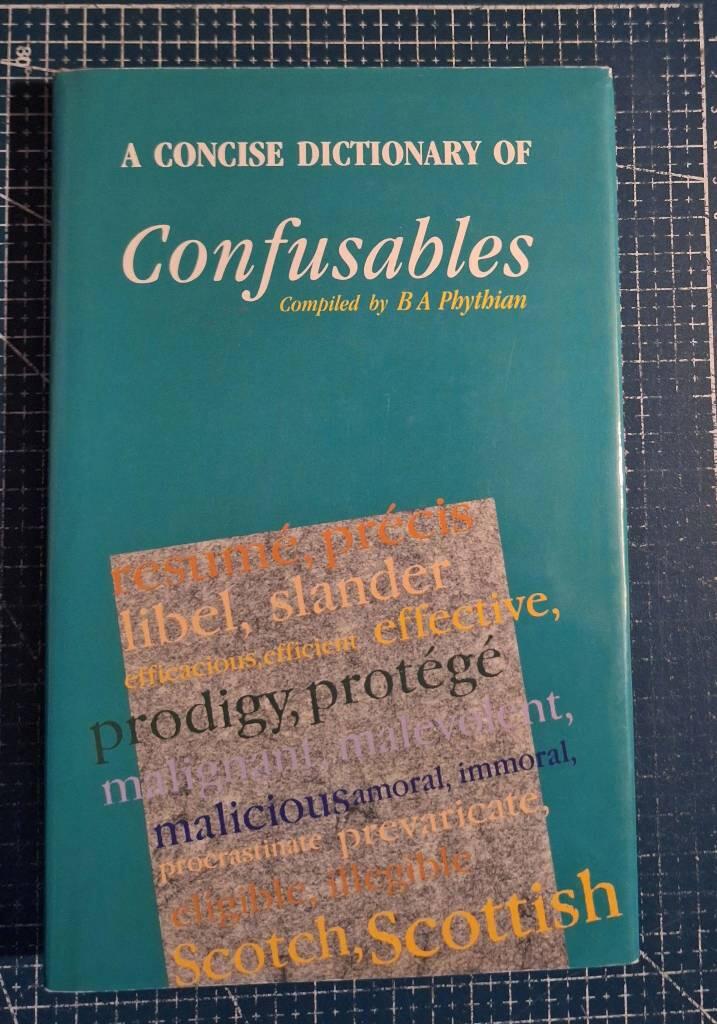 A CONCISE DICTIONARY OF
Confusables
Compiled by B A Phythian
resumé, précis
libel, slander
efficacious, efficient effective,
prodigy, protégé
malignant, malevolent,
malicious amoral, immoral,
procrastinate prevaricate,
eligible, illegible
Scotch, Scottish